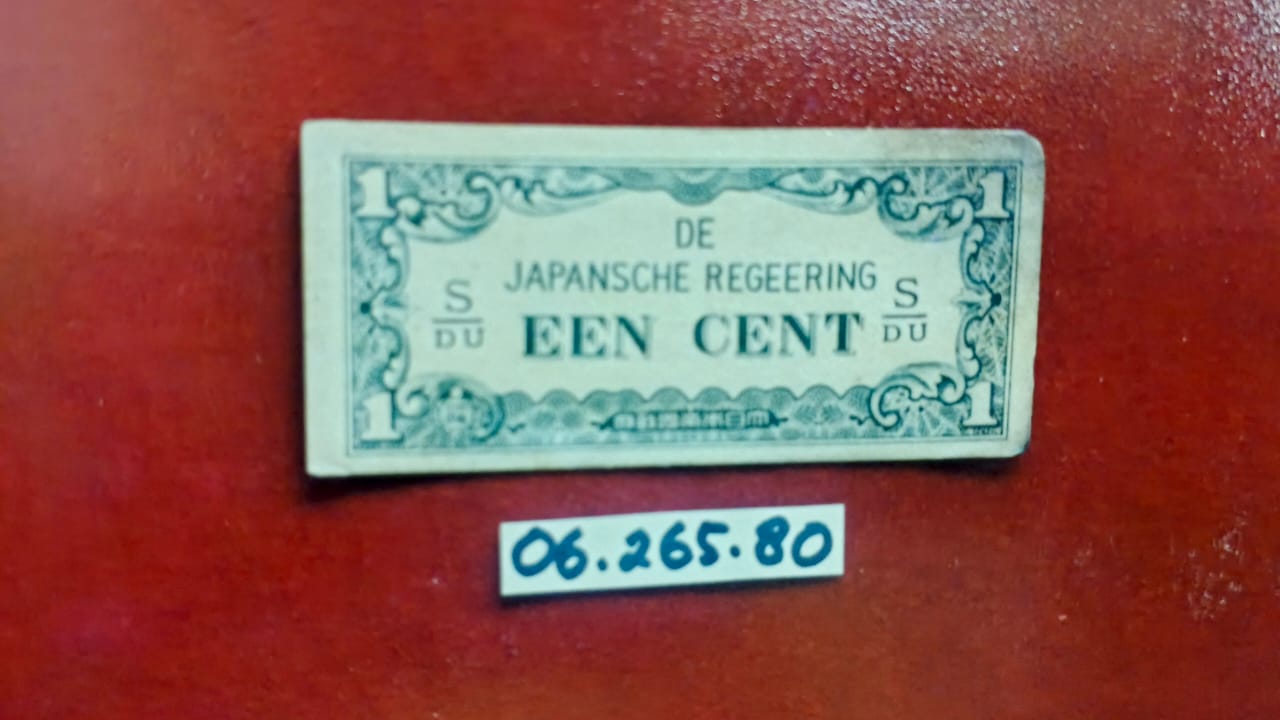 1 1
DE
JAPANSCHE REGEERING
S S
DU DU
EEN CENT
1 1
06.265.80